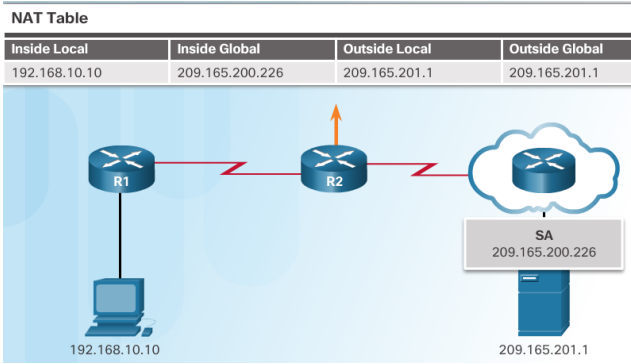 NAT Table
Inside Local Inside Global Outside Local Outside Global
192.168.10.10 209.165.200.226 209.165.201.1 209.165.201.1
R1 R2
SA
209.165.200.226
192.168.10.10 209.165.201.1